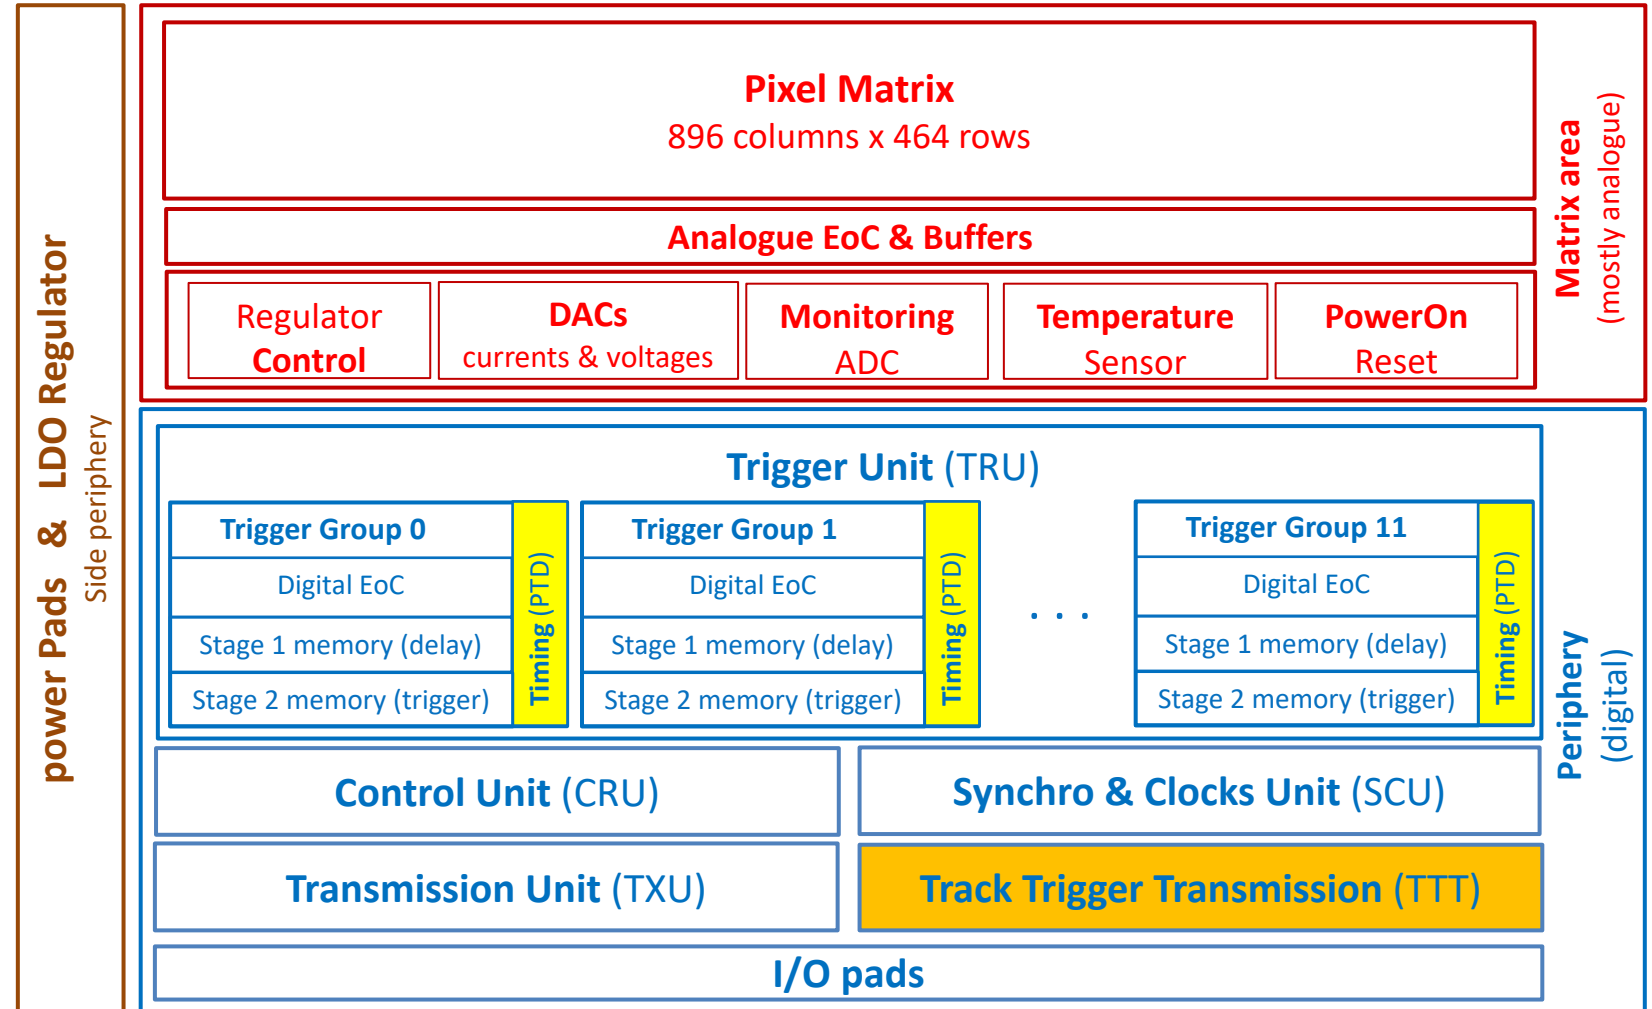 power Pads & LDO Regulator
Side periphery
Pixel Matrix
896 columns x 464 rows
Analogue EoC & Buffers
Regulator
Control
DACs
currents & voltages
Monitoring
ADC
Temperature
Sensor
PowerOn
Reset
Matrix area
(mostly analogue)
Trigger Unit (TRU)
Trigger Group 0
Digital EoC
Stage 1 memory (delay)
Stage 2 memory (trigger)
Timing (PTD)
Trigger Group 1
Digital EoC
Stage 1 memory (delay)
Stage 2 memory (trigger)
Timing (PTD)
. . .
Trigger Group 11
Digital EoC
Stage 1 memory (delay)
Stage 2 memory (trigger)
Timing (PTD)
Control Unit (CRU)
Synchro & Clocks Unit (SCU)
Transmission Unit (TXU)
Track Trigger Transmission (TTT)
I/O pads
Periphery
(digital)